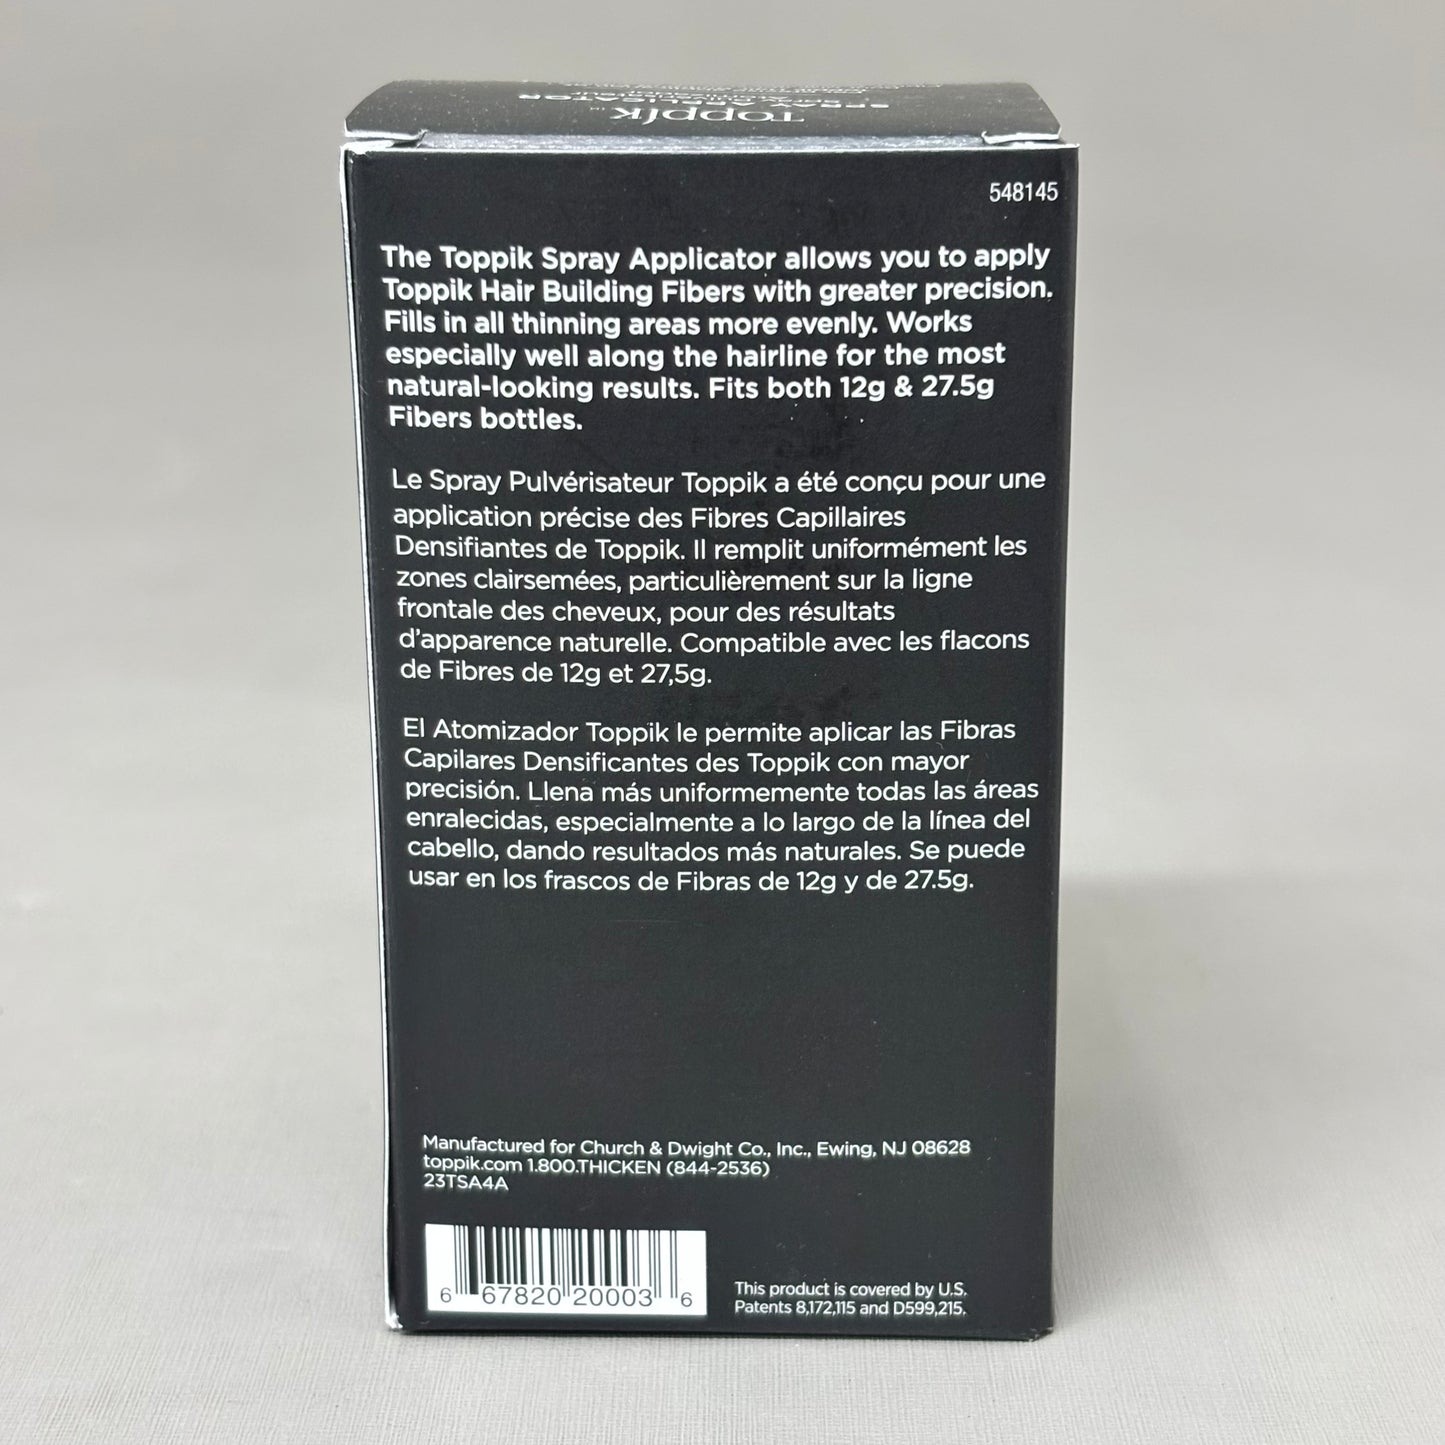 Toppik™
SPRAY APPLICATOR
548145
The Toppik Spray Applicator allows you to apply
Toppik Hair Building Fibers with greater precision.
Fills in all thinning areas more evenly. Works
especially well along the hairline for the most
natural-looking results. Fits both 12g & 27.5g
Fibers bottles.
Le Spray Pulvérisateur Toppik a été conçu pour une
application précise des Fibres Capillaires
Densifiantes de Toppik. Il remplit uniformément les
zones clairsemées, particulièrement sur la ligne
frontale des cheveux, pour des résultats
d'apparence naturelle. Compatible avec les flacons
de Fibres de 12g et 27,5g.
El Atomizador Toppik le permite aplicar las Fibras
Capilares Densificantes des Toppik con mayor
precisión. Llena más uniformemente todas las áreas
enralecidas, especialmente a lo largo de la línea del
cabello, dando resultados más naturales. Se puede
usar en los frascos de Fibras de 12g y de 27.5g.
Manufactured for Church & Dwight Co., Inc., Ewing, NJ 08628
toppik.com 1.800.THICKEN (844-2536)
23TSA4A
6 67820 20003 6
This product is covered by U.S.
Patents 8,172,115 and D599,215.